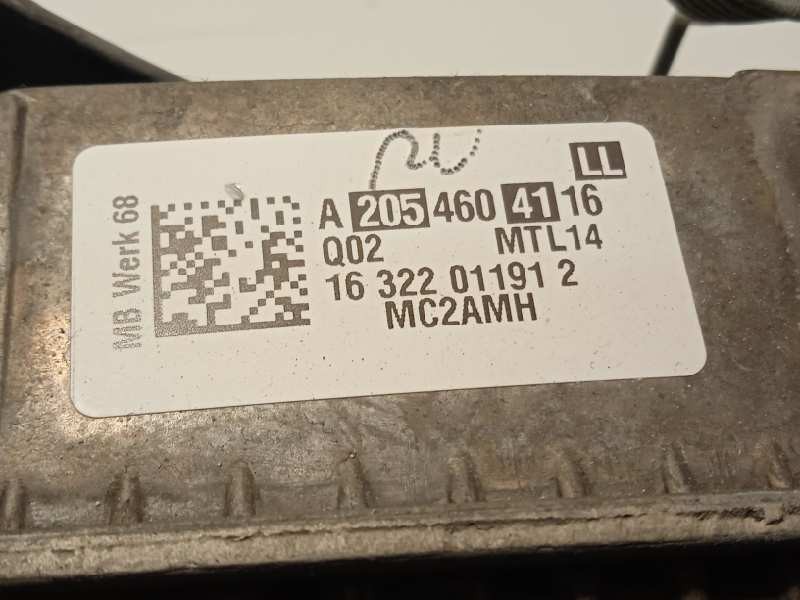 LL
A 205 460 41 16
Q02 MTL14
16 322 01191 2
MC2AMH
MB Werk 68